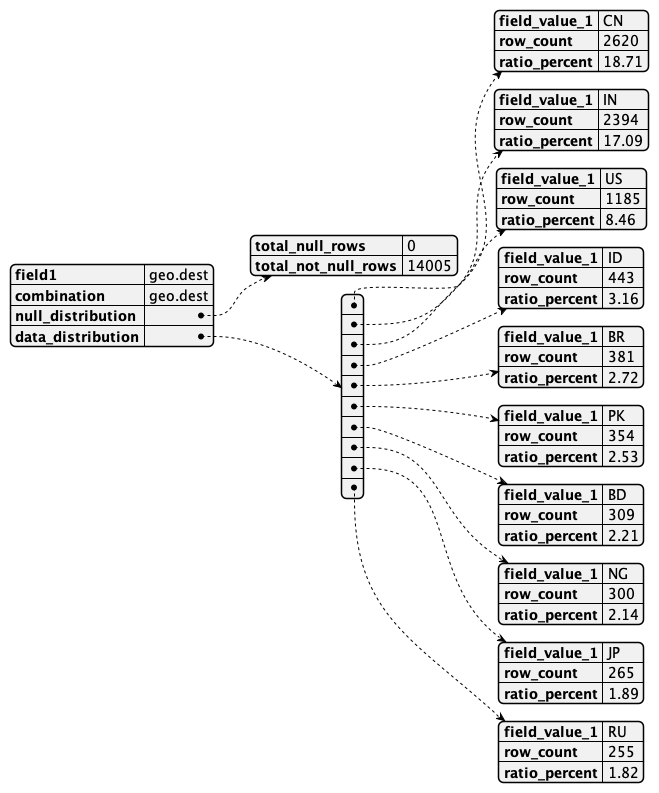 field1 geo.dest
combination geo.dest
null_distribution
data_distribution
total_null_rows 0
total_not_null_rows 14005
field_value_1 CN
row_count 2620
ratio_percent 18.71
field_value_1 IN
row_count 2394
ratio_percent 17.09
field_value_1 US
row_count 1185
ratio_percent 8.46
field_value_1 ID
row_count 443
ratio_percent 3.16
field_value_1 BR
row_count 381
ratio_percent 2.72
field_value_1 PK
row_count 354
ratio_percent 2.53
field_value_1 BD
row_count 309
ratio_percent 2.21
field_value_1 NG
row_count 300
ratio_percent 2.14
field_value_1 JP
row_count 265
ratio_percent 1.89
field_value_1 RU
row_count 255
ratio_percent 1.82